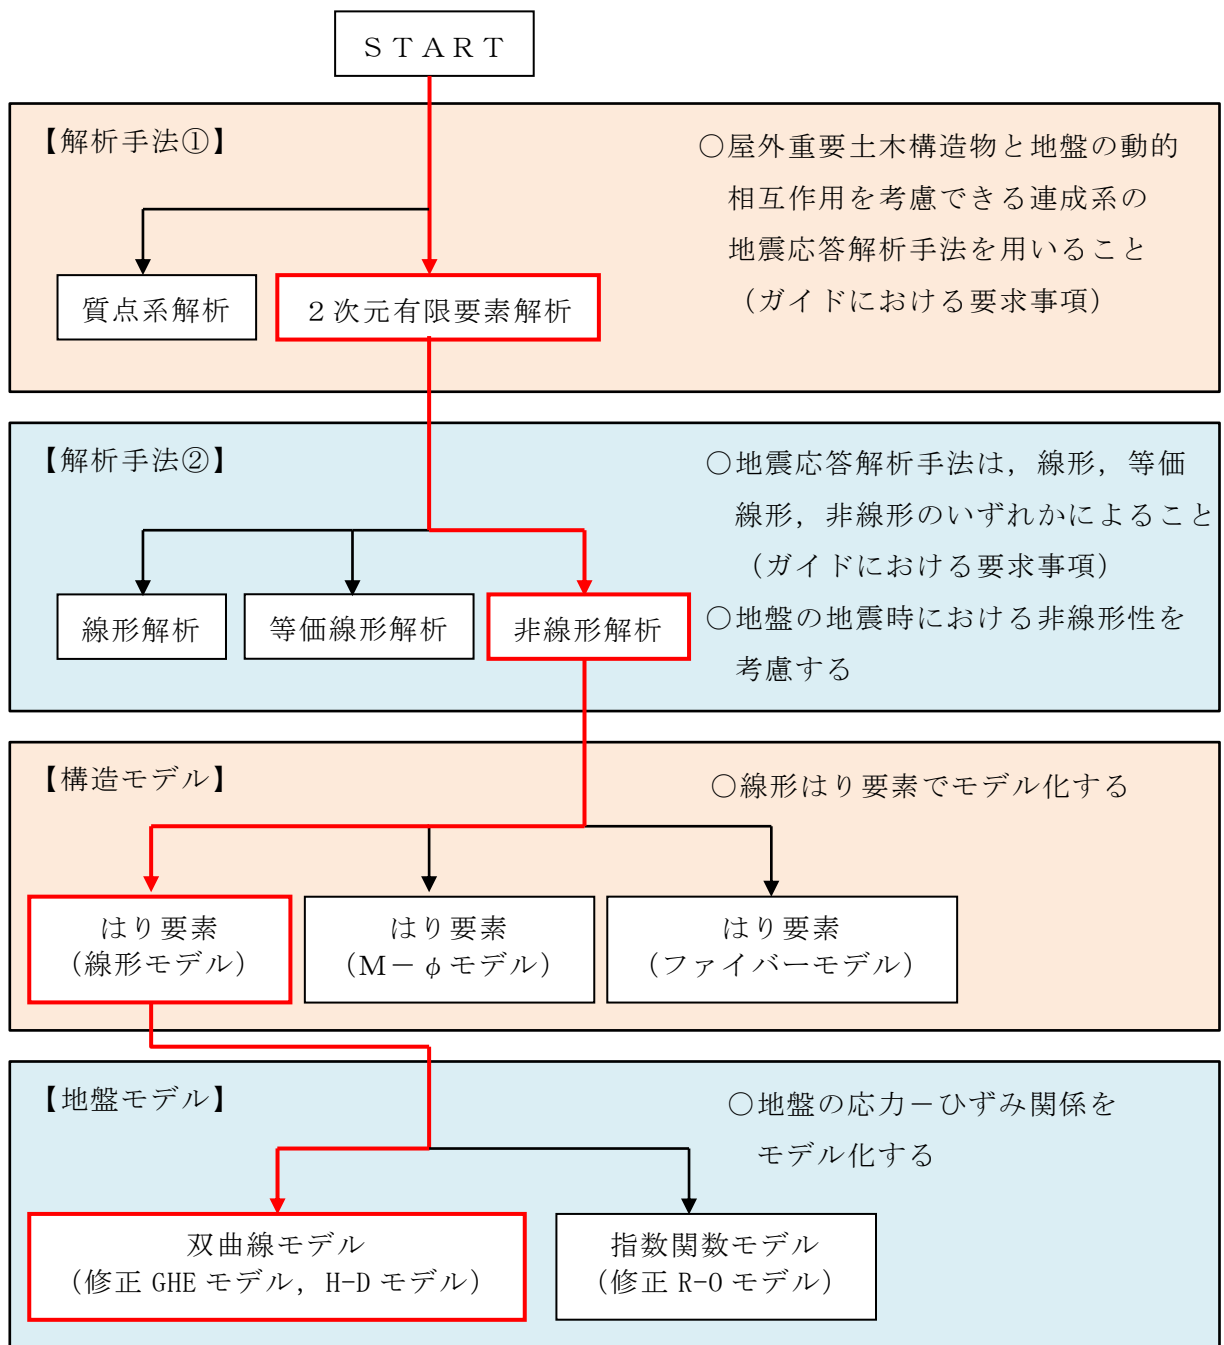 START
【解析手法①】
○屋外重要土木構造物と地盤の動的
相互作用を考慮できる連成系の
地震応答解析手法を用いること
（ガイドにおける要求事項）
質点系解析
２次元有限要素解析
【解析手法②】
○地震応答解析手法は，線形，等価
線形，非線形のいずれかによること
（ガイドにおける要求事項）
○地盤の地震時における非線形性を
考慮する
線形解析
等価線形解析
非線形解析
【構造モデル】
○線形はり要素でモデル化する
はり要素
（線形モデル）
はり要素
（Ｍ－φモデル）
はり要素
（ファイバーモデル）
【地盤モデル】
○地盤の応力－ひずみ関係を
モデル化する
双曲線モデル
（修正 GHE モデル，H-D モデル）
指数関数モデル
（修正 R-O モデル）